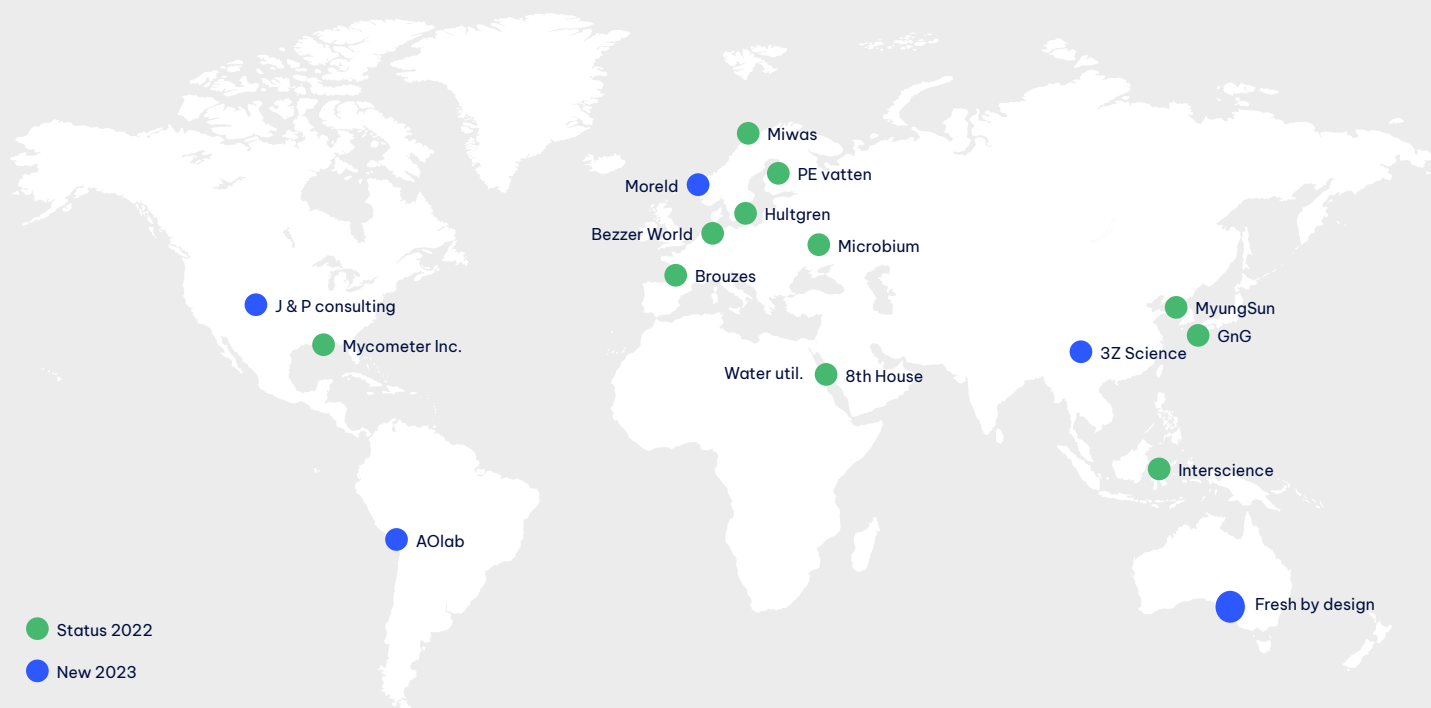 Miwas
PE vatten
Moreld
Hultgren
Bezzer World
Microbium
Brouzes
J & P consulting
MyungSun
GnG
Mycometer Inc.
3Z Science
Water util.
8th House
Interscience
AOlab
Fresh by design
Status 2022
New 2023